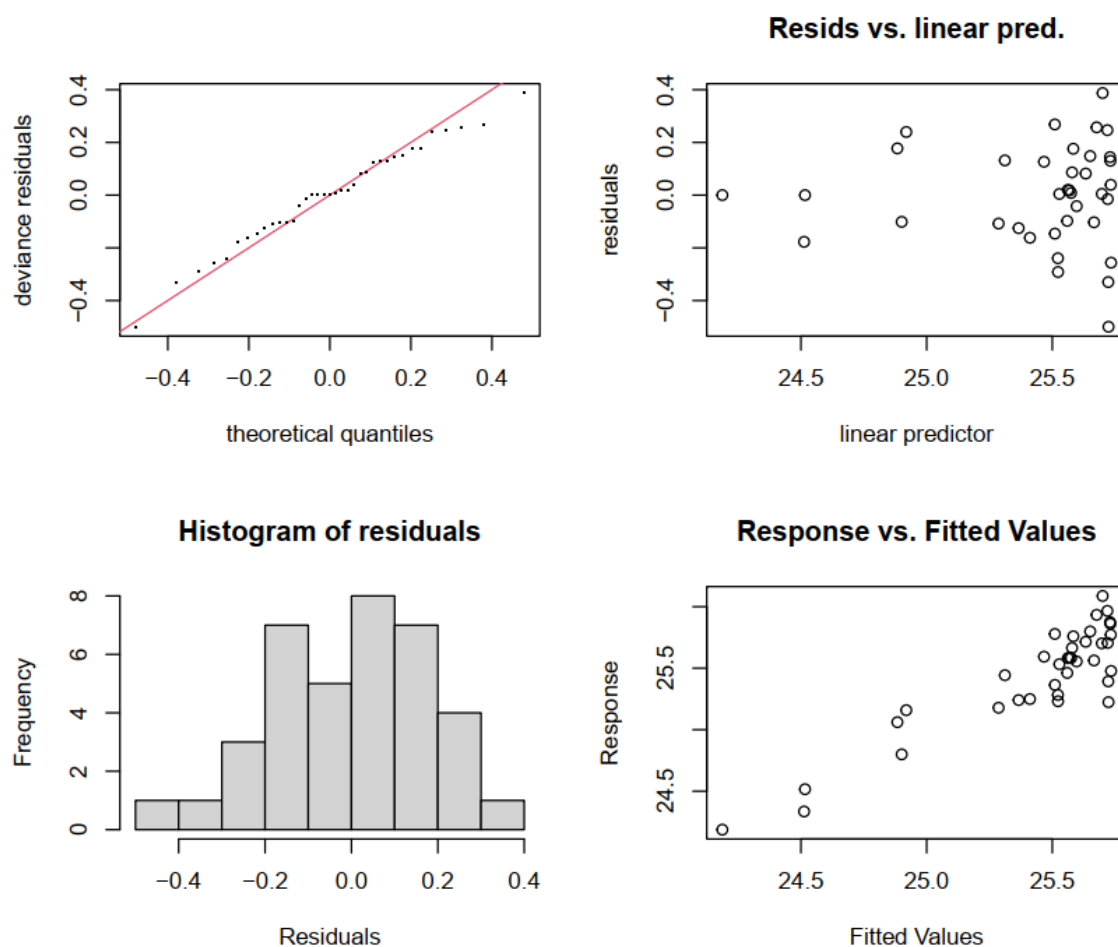 deviance residuals
0.4
0.2
0.0
−0.4
−0.4
−0.2
0.0
0.2
0.4
theoretical quantiles
Resids vs. linear pred.
residuals
0.4
0.2
0.0
−0.4
24.5
25.0
25.5
linear predictor
Histogram of residuals
Frequency
8
6
4
2
0
−0.4
−0.2
0.0
0.2
0.4
Residuals
Response vs. Fitted Values
Response
25.5
24.5
24.5
25.0
25.5
Fitted Values